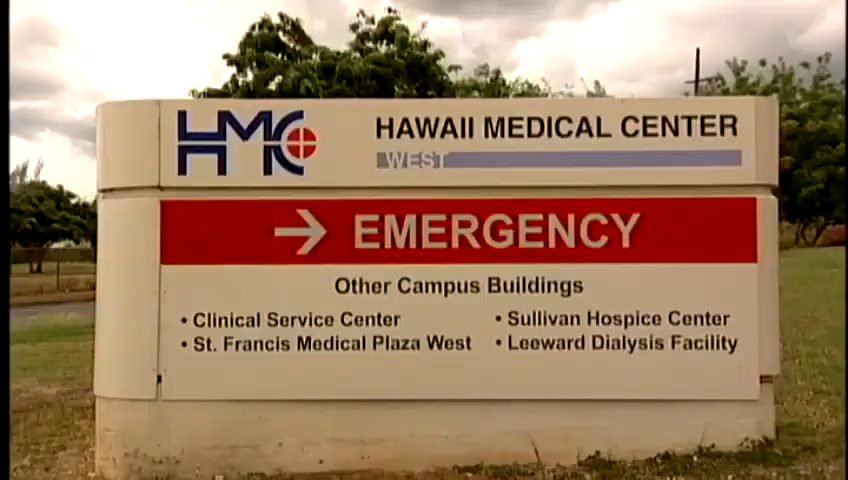 HMC HAWAII MEDICAL CENTER
WEST
→ EMERGENCY
Other Campus Buildings
• Clinical Service Center
• St. Francis Medical Plaza West
• Sullivan Hospice Center
• Leeward Dialysis Facility